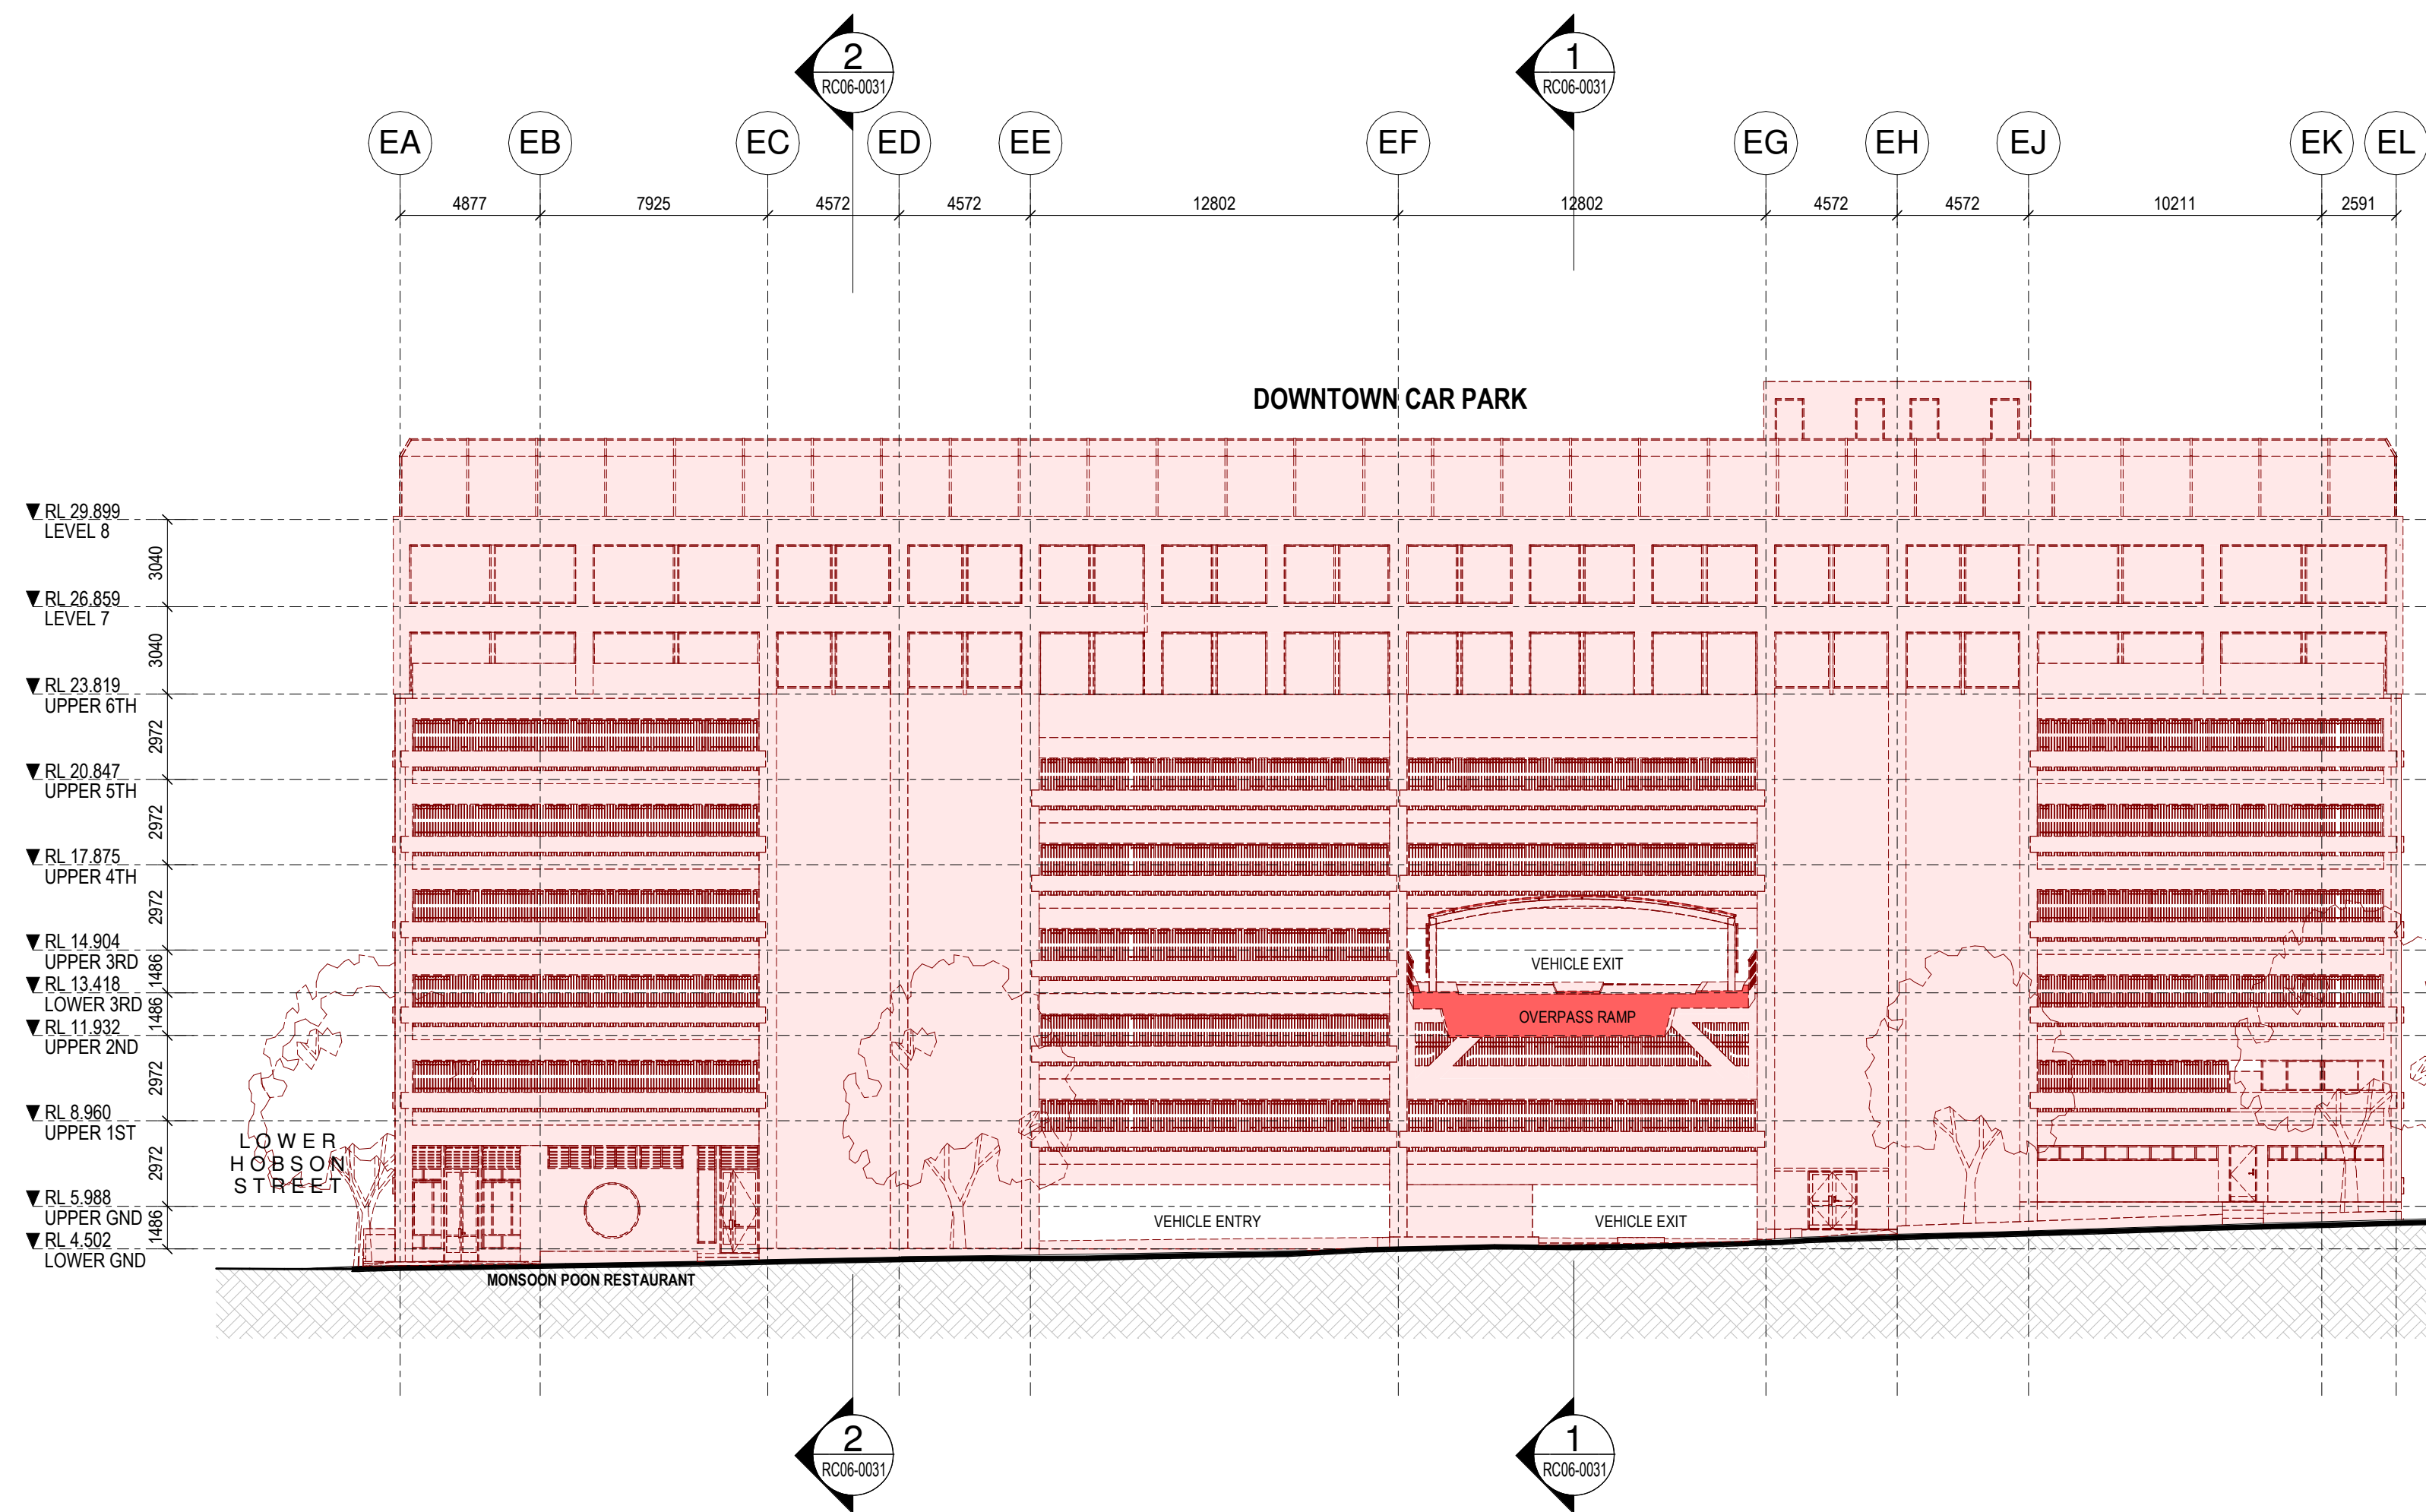 2
RC06-0031
1
RC06-0031
EA EB EC ED EE EF EG EH EJ EK EL
4877 7925 4572 4572 12802 12802 4572 4572 10211 2591
DOWNTOWN CAR PARK
RL 29.899
LEVEL 8
3040
RL 26.859
LEVEL 7
3040
RL 23.819
UPPER 6TH
2972
RL 20.847
UPPER 5TH
2972
RL 17.875
UPPER 4TH
2972
RL 14.904
UPPER 3RD
1486
VEHICLE EXIT
RL 13.418
LOWER 3RD
1486
OVERPASS RAMP
RL 11.932
UPPER 2ND
2972
RL 8.960
UPPER 1ST
2972
LOWER
HOBSON
STREET
RL 5.988
UPPER GND
1486
VEHICLE ENTRY
VEHICLE EXIT
RL 4.502
LOWER GND
MONSOON POON RESTAURANT
2
RC06-0031
1
RC06-0031